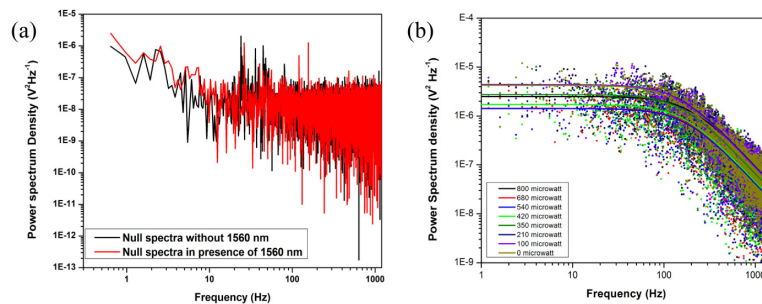 (a)
1E-5
1E-6
1E-7
1E-8
1E-9
1E-10
1E-11
1E-12
1E-13
Power spectrum Density (V²Hz⁻¹)
Null spectra without 1560 nm
Null spectra in presence of 1560 nm
1
10
100
1000
Frequency (Hz)
(b)
1E-4
1E-5
1E-6
1E-7
1E-8
1E-9
Power Spectrum density (V² Hz⁻¹)
800 microwatt
680 microwatt
540 microwatt
420 microwatt
350 microwatt
210 microwatt
100 microwatt
0 microwatt
1
10
100
1000
Frequency (Hz)